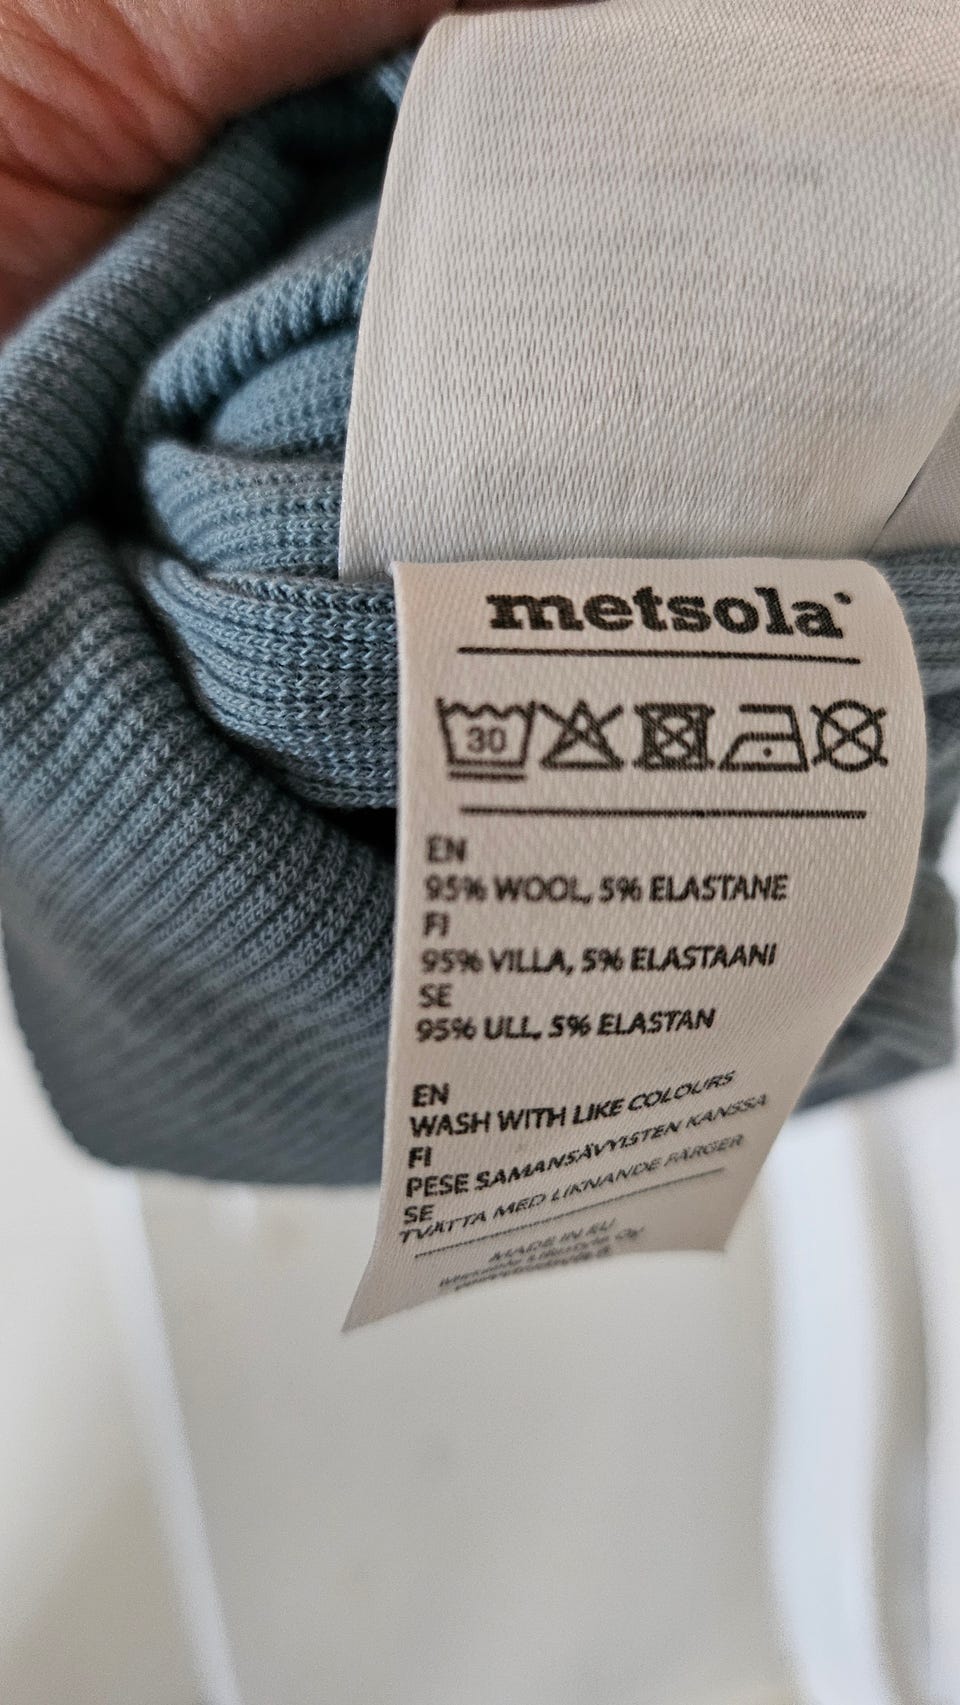 metsola
30
EN
95% WOOL, 5% ELASTANE
FI
95% VILLA, 5% ELASTAANI
SE
95% ULL, 5% ELASTAN
EN
WASH WITH LIKE COLOURS
FI
PESE SAMANSÄVYISTEN KANSSA
SE
TVÄTTA MED LIKNANDE FÄRGER
MADE IN EU